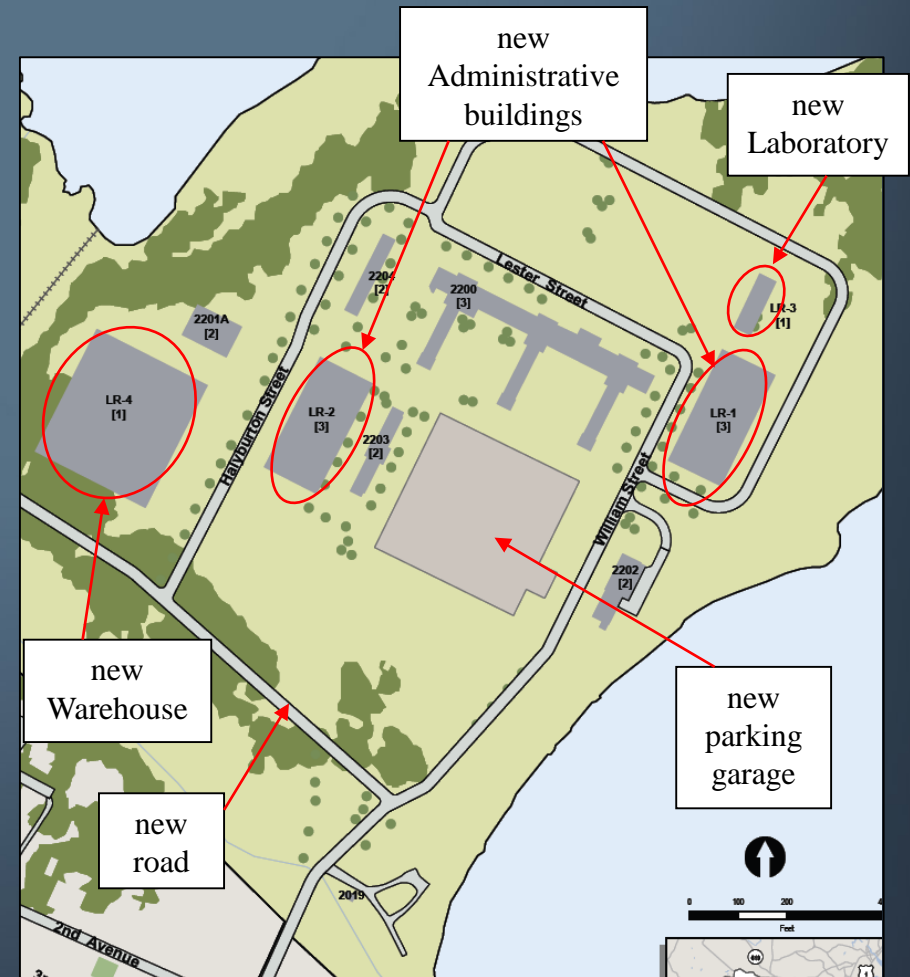 new
Administrative
buildings
new
Laboratory
Lester Street
2204
[2]
2200
[3]
LR-3
[1]
2201A
[2]
LR-4
[1]
Halyburton Street
LR-2
[3]
2203
[2]
LR-1
[3]
William Street
2202
[2]
new
Warehouse
new
parking
garage
new
road
2019
2nd Avenue
0 100 200
Feet